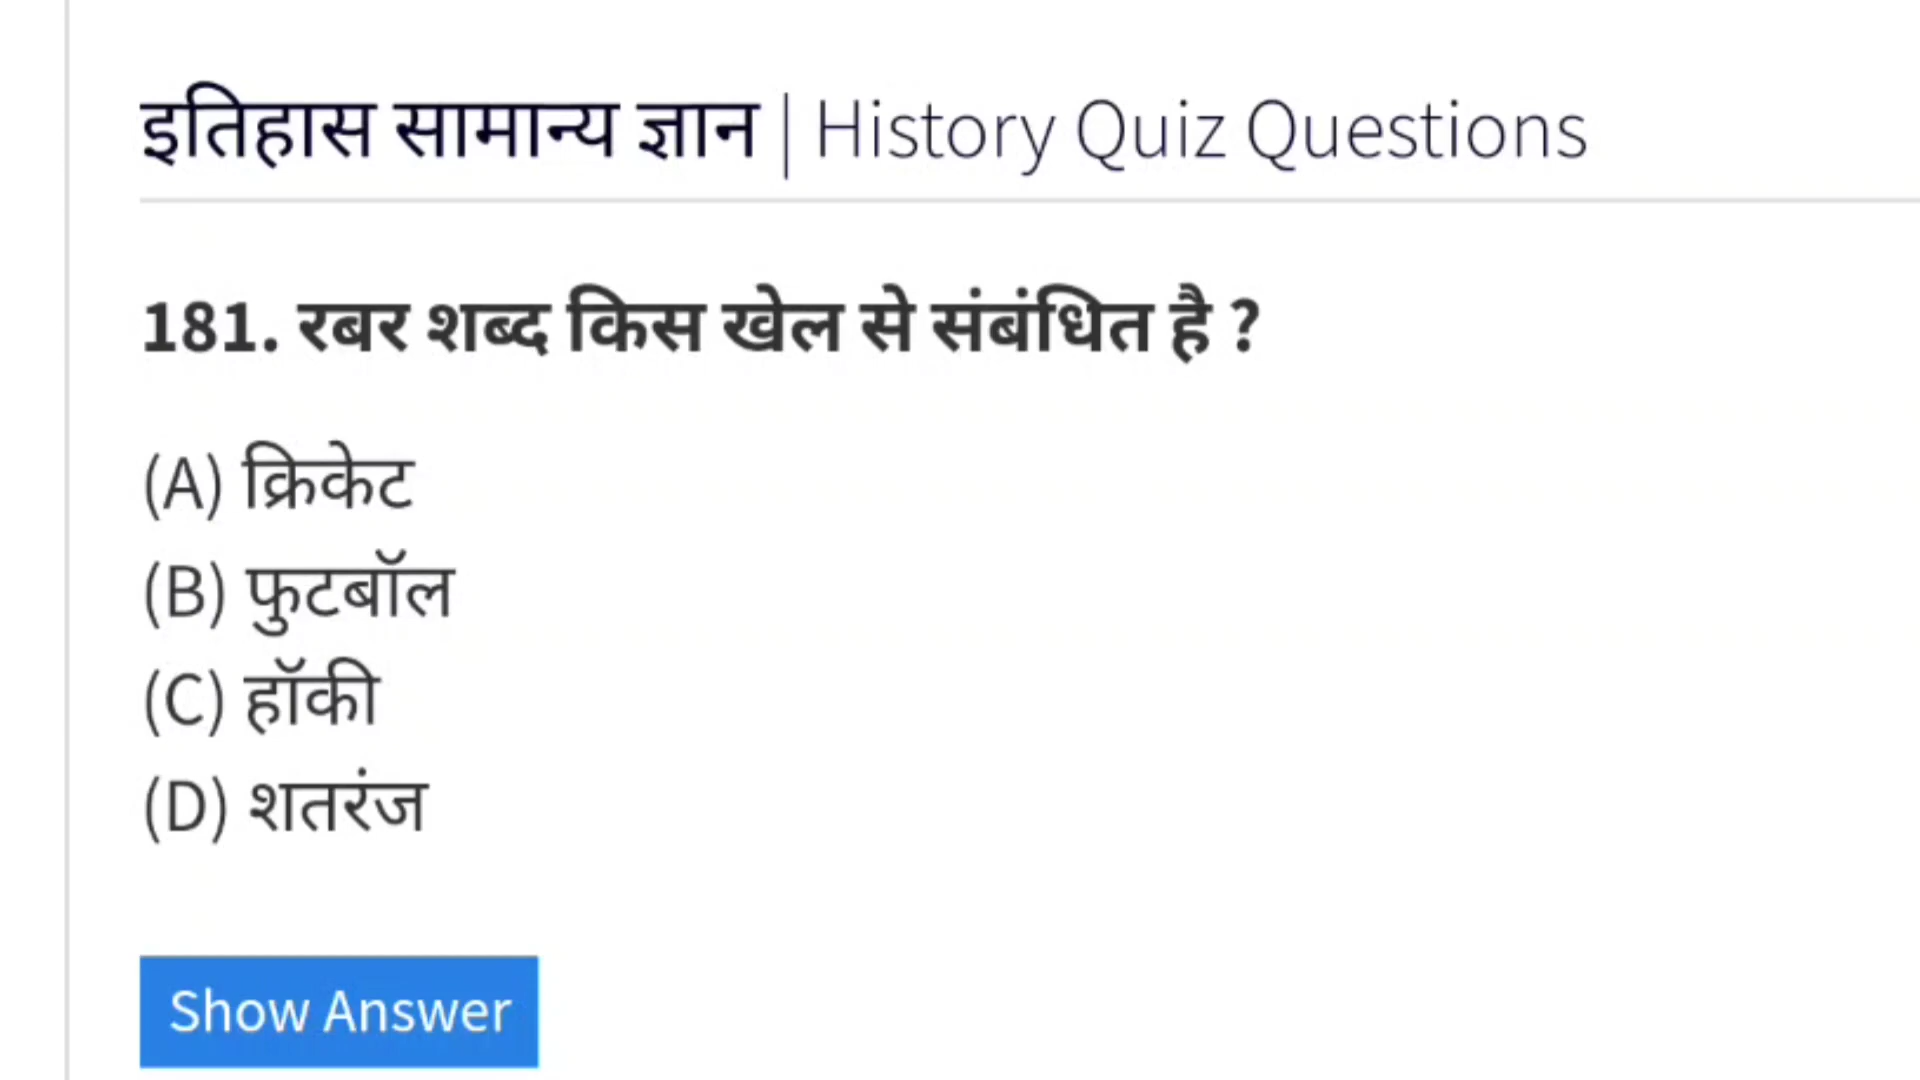 इतिहास सामान्य ज्ञान | History Quiz Questions
181. रबर शब्द किस खेल से संबंधित है ?
(A) क्रिकेट
(B) फुटबॉल
(C) हॉकी
(D) शतरंज
Show Answer